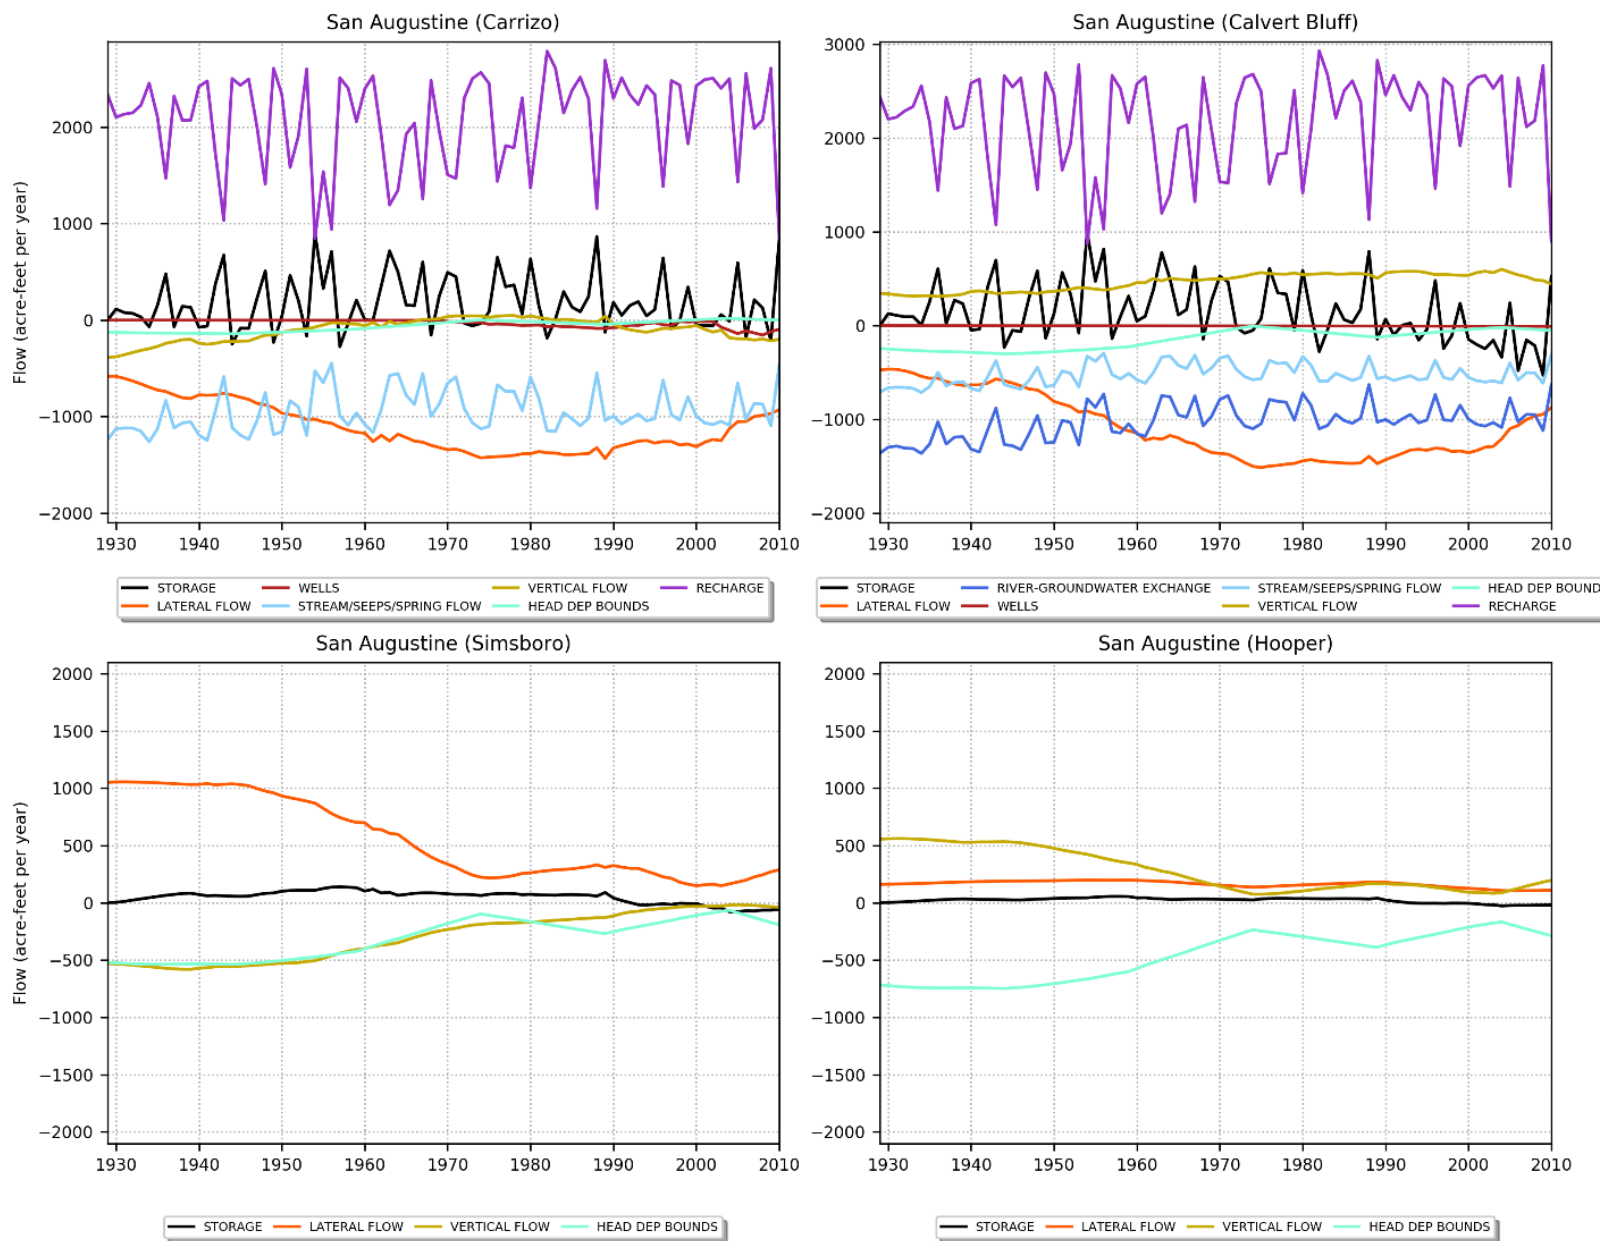 San Augustine (Carrizo)
San Augustine (Calvert Bluff)
Flow (acre-feet per year)
2000
1000
0
−1000
−2000
1930 1940 1950 1960 1970 1980 1990 2000 2010
3000
2000
1000
0
−1000
−2000
1930 1940 1950 1960 1970 1980 1990 2000 2010
STORAGE WELLS VERTICAL FLOW RECHARGE
LATERAL FLOW STREAM/SEEPS/SPRING FLOW HEAD DEP BOUNDS
STORAGE RIVER-GROUNDWATER EXCHANGE STREAM/SEEPS/SPRING FLOW HEAD DEP BOUND
LATERAL FLOW WELLS VERTICAL FLOW RECHARGE
San Augustine (Simsboro)
San Augustine (Hooper)
Flow (acre-feet per year)
2000
1500
1000
500
0
−500
−1000
−1500
−2000
1930 1940 1950 1960 1970 1980 1990 2000 2010
2000
1500
1000
500
0
−500
−1000
−1500
−2000
1930 1940 1950 1960 1970 1980 1990 2000 2010
STORAGE LATERAL FLOW VERTICAL FLOW HEAD DEP BOUNDS
STORAGE LATERAL FLOW VERTICAL FLOW HEAD DEP BOUNDS